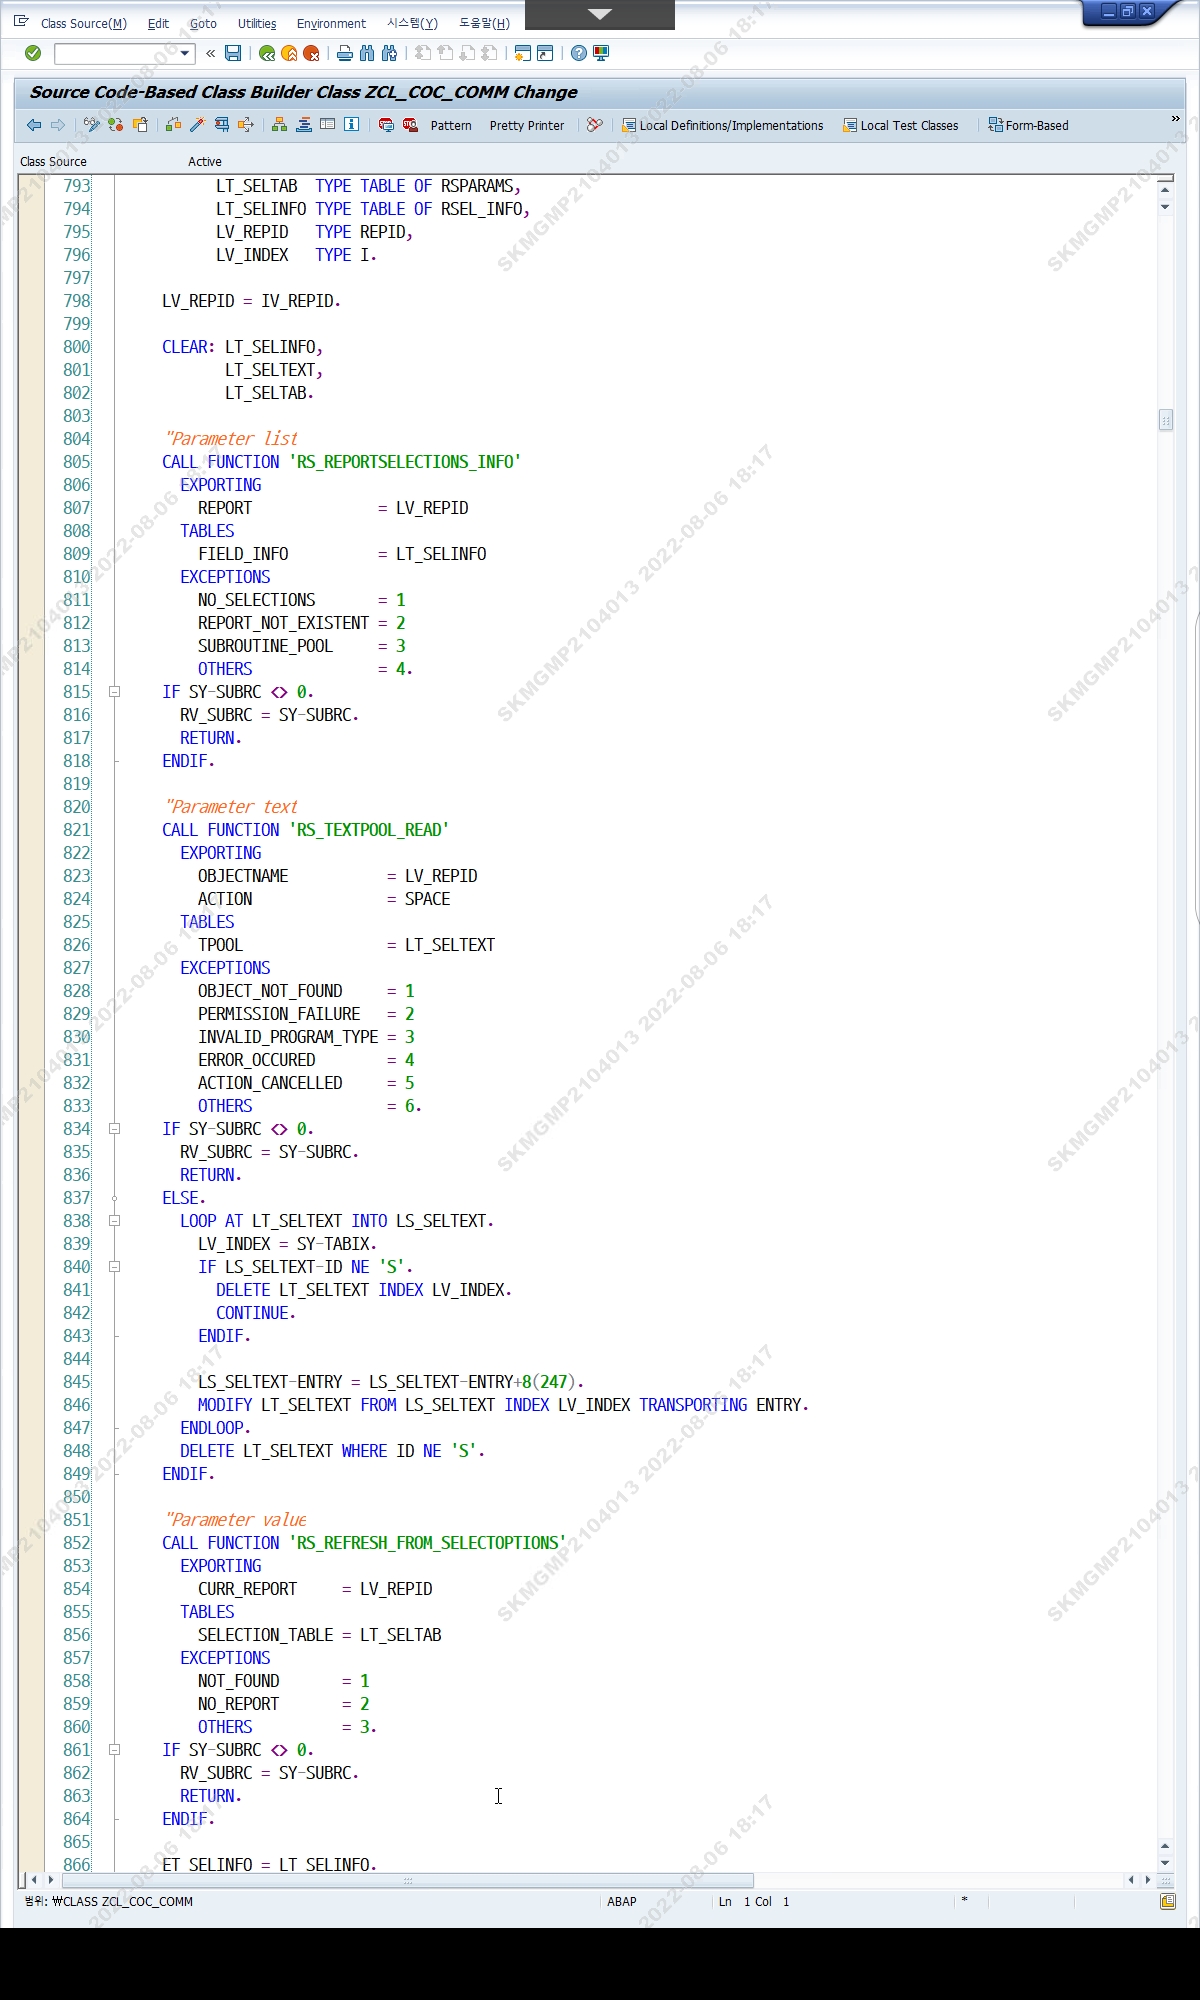 Class Source(M) Edit Goto Utilities Environment 시스템(Y) 도움말(H)
Source Code-Based Class Builder Class ZCL_COC_COMM Change
Pattern Pretty Printer Local Definitions/Implementations Local Test Classes Form-Based
Class Source Active
793 LT_SELTAB TYPE TABLE OF RSPARAMS,
794 LT_SELINFO TYPE TABLE OF RSEL_INFO,
795 LV_REPID TYPE REPID,
796 LV_INDEX TYPE I.
797
798 LV_REPID = IV_REPID.
799
800 CLEAR: LT_SELINFO,
801 LT_SELTEXT,
802 LT_SELTAB.
803
804 "Parameter list
805 CALL FUNCTION 'RS_REPORTSELECTIONS_INFO'
806 EXPORTING
807 REPORT = LV_REPID
808 TABLES
809 FIELD_INFO = LT_SELINFO
810 EXCEPTIONS
811 NO_SELECTIONS = 1
812 REPORT_NOT_EXISTENT = 2
813 SUBROUTINE_POOL = 3
814 OTHERS = 4.
815 IF SY-SUBRC <> 0.
816 RV_SUBRC = SY-SUBRC.
817 RETURN.
818 ENDIF.
819
820 "Parameter text
821 CALL FUNCTION 'RS_TEXTPOOL_READ'
822 EXPORTING
823 OBJECTNAME = LV_REPID
824 ACTION = SPACE
825 TABLES
826 TPOOL = LT_SELTEXT
827 EXCEPTIONS
828 OBJECT_NOT_FOUND = 1
829 PERMISSION_FAILURE = 2
830 INVALID_PROGRAM_TYPE = 3
831 ERROR_OCCURED = 4
832 ACTION_CANCELLED = 5
833 OTHERS = 6.
834 IF SY-SUBRC <> 0.
835 RV_SUBRC = SY-SUBRC.
836 RETURN.
837 ELSE.
838 LOOP AT LT_SELTEXT INTO LS_SELTEXT.
839 LV_INDEX = SY-TABIX.
840 IF LS_SELTEXT-ID NE 'S'.
841 DELETE LT_SELTEXT INDEX LV_INDEX.
842 CONTINUE.
843 ENDIF.
844
845 LS_SELTEXT-ENTRY = LS_SELTEXT-ENTRY+8(247).
846 MODIFY LT_SELTEXT FROM LS_SELTEXT INDEX LV_INDEX TRANSPORTING ENTRY.
847 ENDLOOP.
848 DELETE LT_SELTEXT WHERE ID NE 'S'.
849 ENDIF.
850
851 "Parameter value
852 CALL FUNCTION 'RS_REFRESH_FROM_SELECTOPTIONS'
853 EXPORTING
854 CURR_REPORT = LV_REPID
855 TABLES
856 SELECTION_TABLE = LT_SELTAB
857 EXCEPTIONS
858 NOT_FOUND = 1
859 NO_REPORT = 2
860 OTHERS = 3.
861 IF SY-SUBRC <> 0.
862 RV_SUBRC = SY-SUBRC.
863 RETURN.
864 ENDIF.
865
866 ET_SELINFO = LT_SELINFO.
범위: ₩CLASS ZCL_COC_COMM ABAP Ln 1 Col 1 *
SKMGMP2104013 2022-08-06 18:17